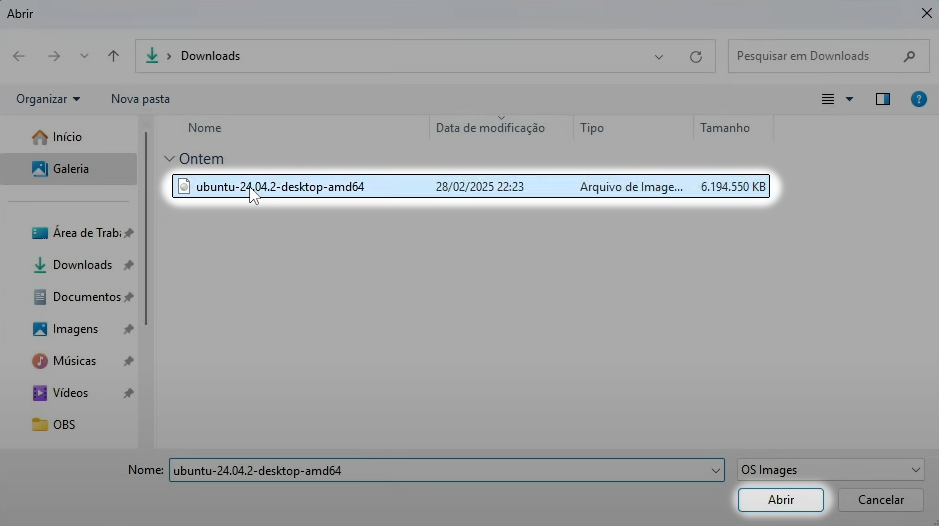 Abrir
Downloads
Pesquisar em Downloads
Organizar
Nova pasta
Nome
Data de modificação
Tipo
Tamanho
Início
Galeria
Ontem
ubuntu-24.04.2-desktop-amd64 28/02/2025 22:23 Arquivo de Image... 6.194.550 KB
Área de Trab
Downloads
Documentos
Imagens
Músicas
Vídeos
OBS
Nome: ubuntu-24.04.2-desktop-amd64
OS Images
Abrir
Cancelar